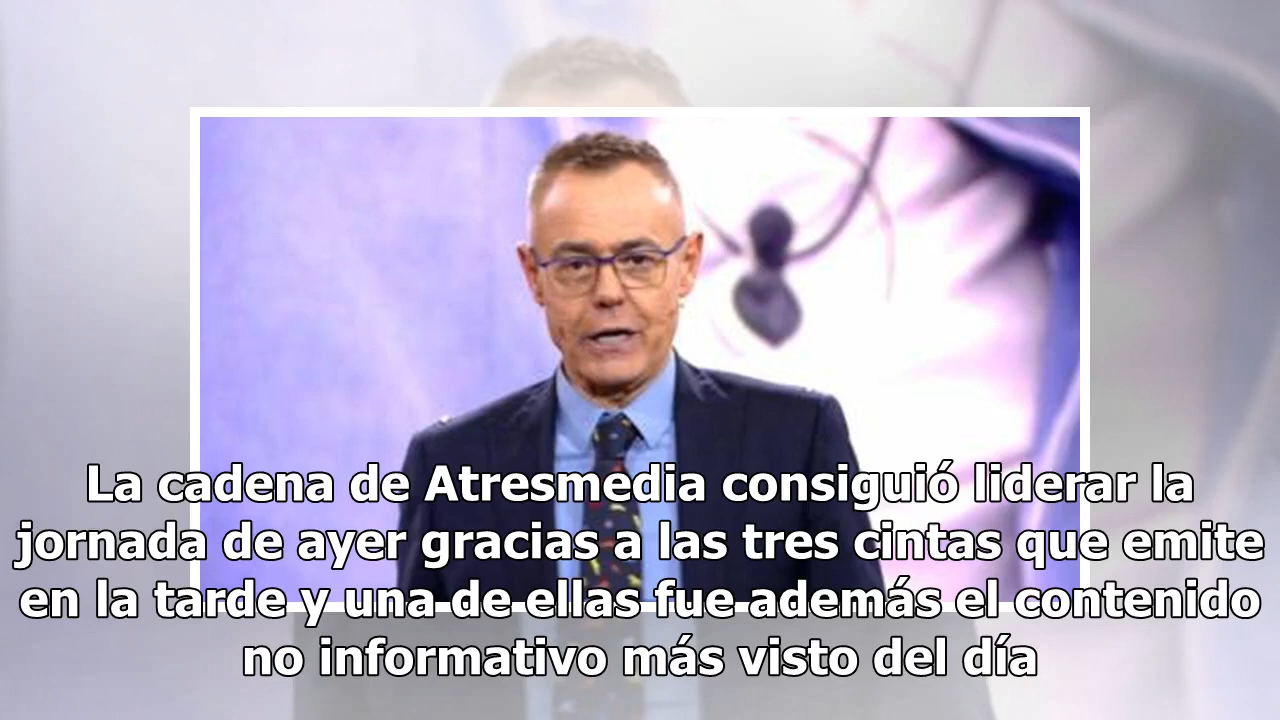 La cadena de Atresmedia consiguió liderar la
jornada de ayer gracias a las tres cintas que emite
en la tarde y una de ellas fue además el contenido
no informativo más visto del día